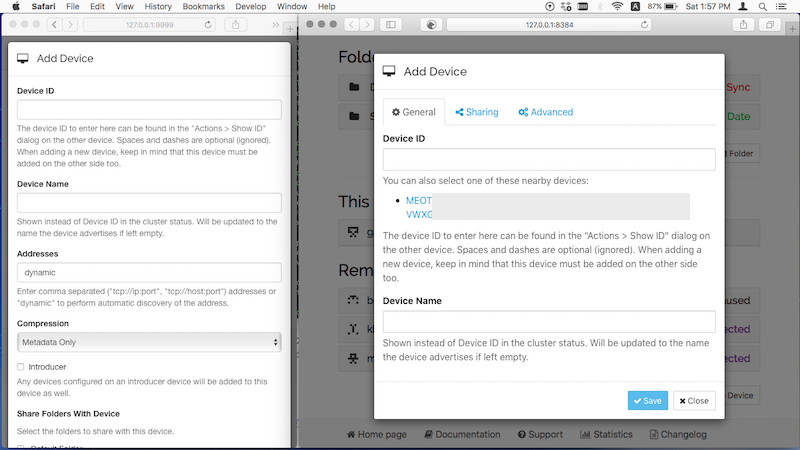 Safari File Edit View History Bookmarks Develop Window Help
87% Sat 1:57 PM
127.0.0.1:9999
Add Device
Device ID
The device ID to enter here can be found in the "Actions > Show ID"
dialog on the other device. Spaces and dashes are optional (ignored).
When adding a new device, keep in mind that this device must be
added on the other side too.
Device Name
Shown instead of Device ID in the cluster status. Will be updated to the
name the device advertises if left empty.
Addresses
dynamic
Enter comma separated ("tcp://ip:port", "tcp://host:port") addresses or
"dynamic" to perform automatic discovery of the address.
Compression
Metadata Only
Introducer
Any devices configured on an introducer device will be added to this
device as well.
Share Folders With Device
Select the folders to share with this device.
Default Folder
127.0.0.1:8384
Fold
Sync
Date
Folder
This
Rem
Device
Add Device
General Sharing Advanced
Device ID
You can also select one of these nearby devices:
MEOT
VWXG
The device ID to enter here can be found in the "Actions > Show ID" dialog on
the other device. Spaces and dashes are optional (ignored). When adding a
new device, keep in mind that this device must be added on the other side
too.
Device Name
Shown instead of Device ID in the cluster status. Will be updated to the name
the device advertises if left empty.
Save Close
Home page Documentation Support Statistics Changelog